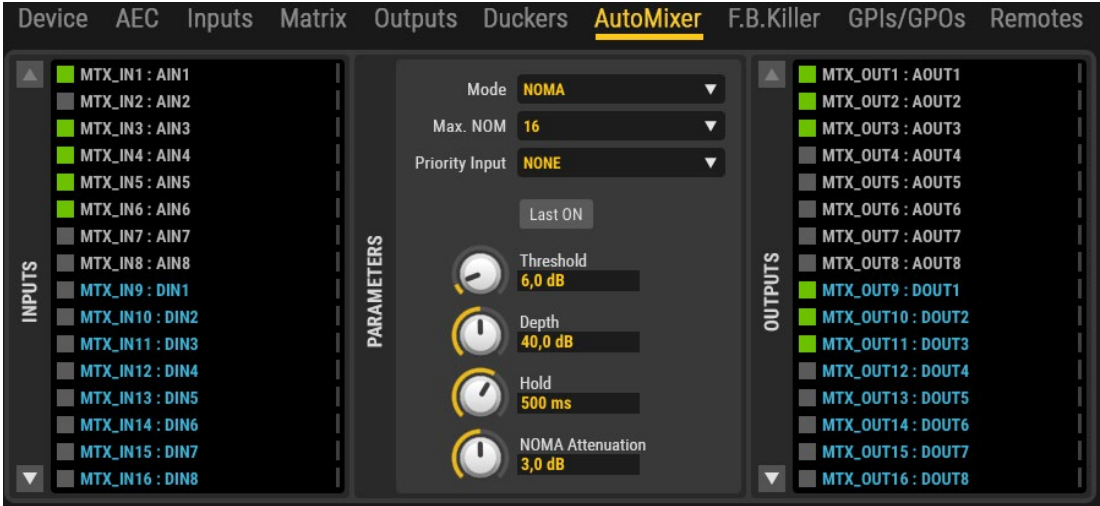 Device AEC Inputs Matrix Outputs Duckers AutoMixer F.B.Killer GPIs/GPOs Remotes
INPUTS
MTX_IN1 : AIN1
MTX_IN2 : AIN2
MTX_IN3 : AIN3
MTX_IN4 : AIN4
MTX_IN5 : AIN5
MTX_IN6 : AIN6
MTX_IN7 : AIN7
MTX_IN8 : AIN8
MTX_IN9 : DIN1
MTX_IN10 : DIN2
MTX_IN11 : DIN3
MTX_IN12 : DIN4
MTX_IN13 : DIN5
MTX_IN14 : DIN6
MTX_IN15 : DIN7
MTX_IN16 : DIN8
PARAMETERS
Mode NOMA
Max. NOM 16
Priority Input NONE
Last ON
Threshold
6,0 dB
Depth
40,0 dB
Hold
500 ms
NOMA Attenuation
3,0 dB
OUTPUTS
MTX_OUT1 : AOUT1
MTX_OUT2 : AOUT2
MTX_OUT3 : AOUT3
MTX_OUT4 : AOUT4
MTX_OUT5 : AOUT5
MTX_OUT6 : AOUT6
MTX_OUT7 : AOUT7
MTX_OUT8 : AOUT8
MTX_OUT9 : DOUT1
MTX_OUT10 : DOUT2
MTX_OUT11 : DOUT3
MTX_OUT12 : DOUT4
MTX_OUT13 : DOUT5
MTX_OUT14 : DOUT6
MTX_OUT15 : DOUT7
MTX_OUT16 : DOUT8